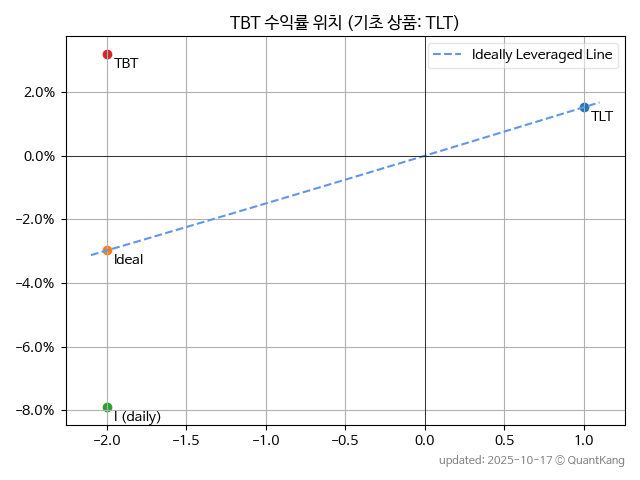 TBT 수익률 위치 (기초 상품: TLT)
Ideally Leveraged Line
TBT
TLT
Ideal
I (daily)
2.0%
0.0%
−2.0%
−4.0%
−6.0%
−8.0%
−2.0 −1.5 −1.0 −0.5 0.0 0.5 1.0
updated: 2025-10-17 © QuantKang